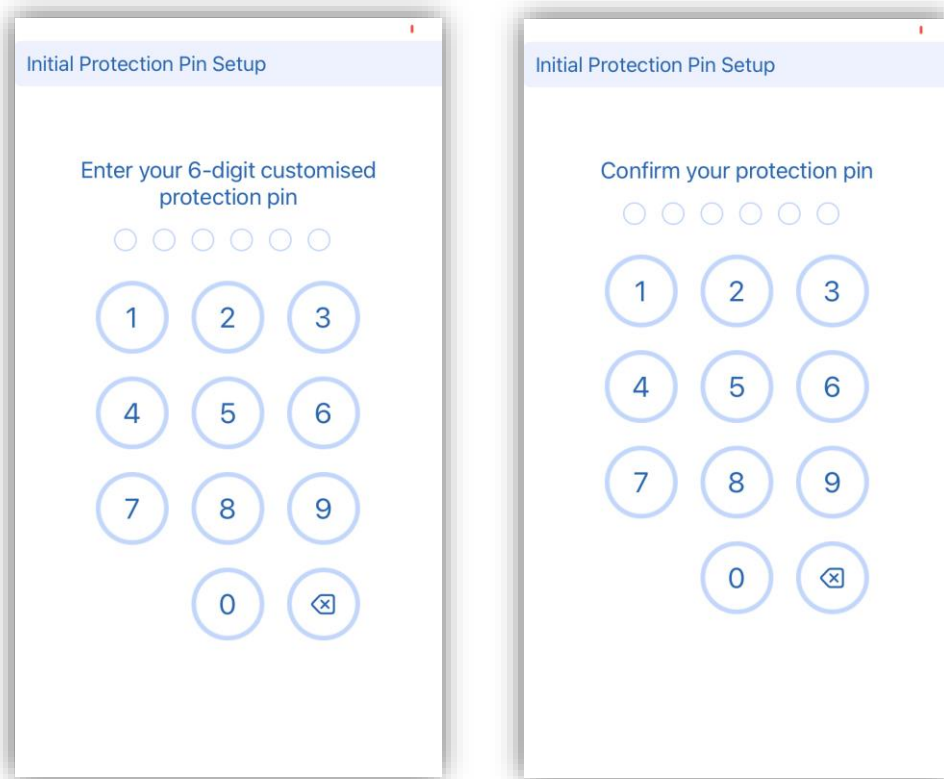 Initial Protection Pin Setup
Enter your 6-digit customised
protection pin
1 2 3
4 5 6
7 8 9
0
Initial Protection Pin Setup
Confirm your protection pin
1 2 3
4 5 6
7 8 9
0